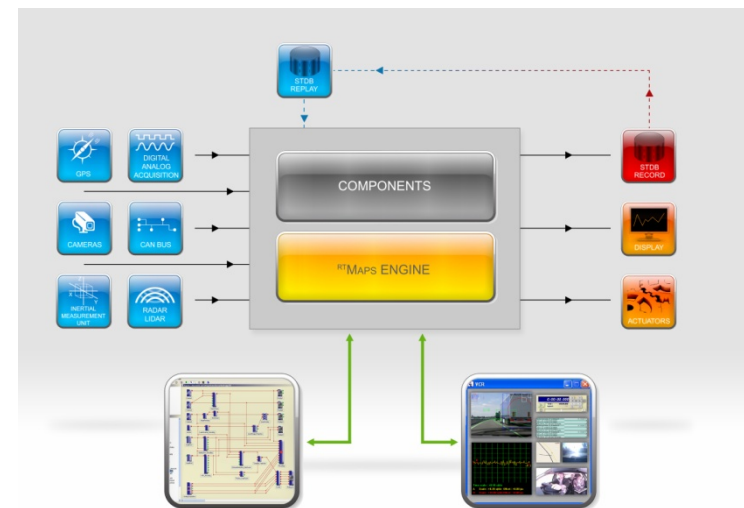 STDB
REPLAY
GPS
DIGITAL
ANALOG
ACQUISITION
COMPONENTS
STDB
RECORD
CAMERAS
CAN BUS
RTMAPS ENGINE
DISPLAY
INERTIAL
MEASUREMENT
UNIT
RADAR
LIDAR
ACTUATORS